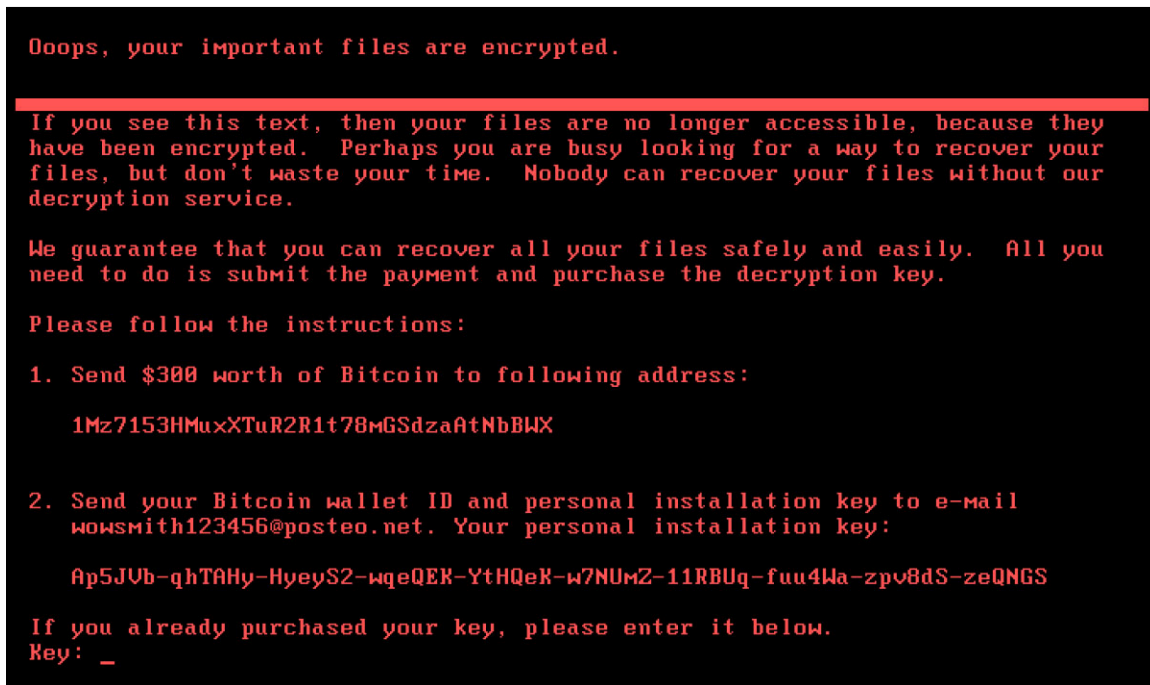 Ooops, your important files are encrypted.
If you see this text, then your files are no longer accessible, because they
have been encrypted.  Perhaps you are busy looking for a way to recover your
files, but don't waste your time.  Nobody can recover your files without our
decryption service.
We guarantee that you can recover all your files safely and easily.  All you
need to do is submit the payment and purchase the decryption key.
Please follow the instructions:
1. Send $300 worth of Bitcoin to following address:
1Mz7153HMuxXTuR2R1t78mGSdzaAtNbBWX
2. Send your Bitcoin wallet ID and personal installation key to e-mail
wowsmith123456@posteo.net. Your personal installation key:
Ap5JVb-qhTAHy-HyeyS2-wqeQEK-YtHQeK-w7NUmZ-11RBUq-fuu4Wa-zpv8dS-zeQNGS
If you already purchased your key, please enter it below.
Key: _